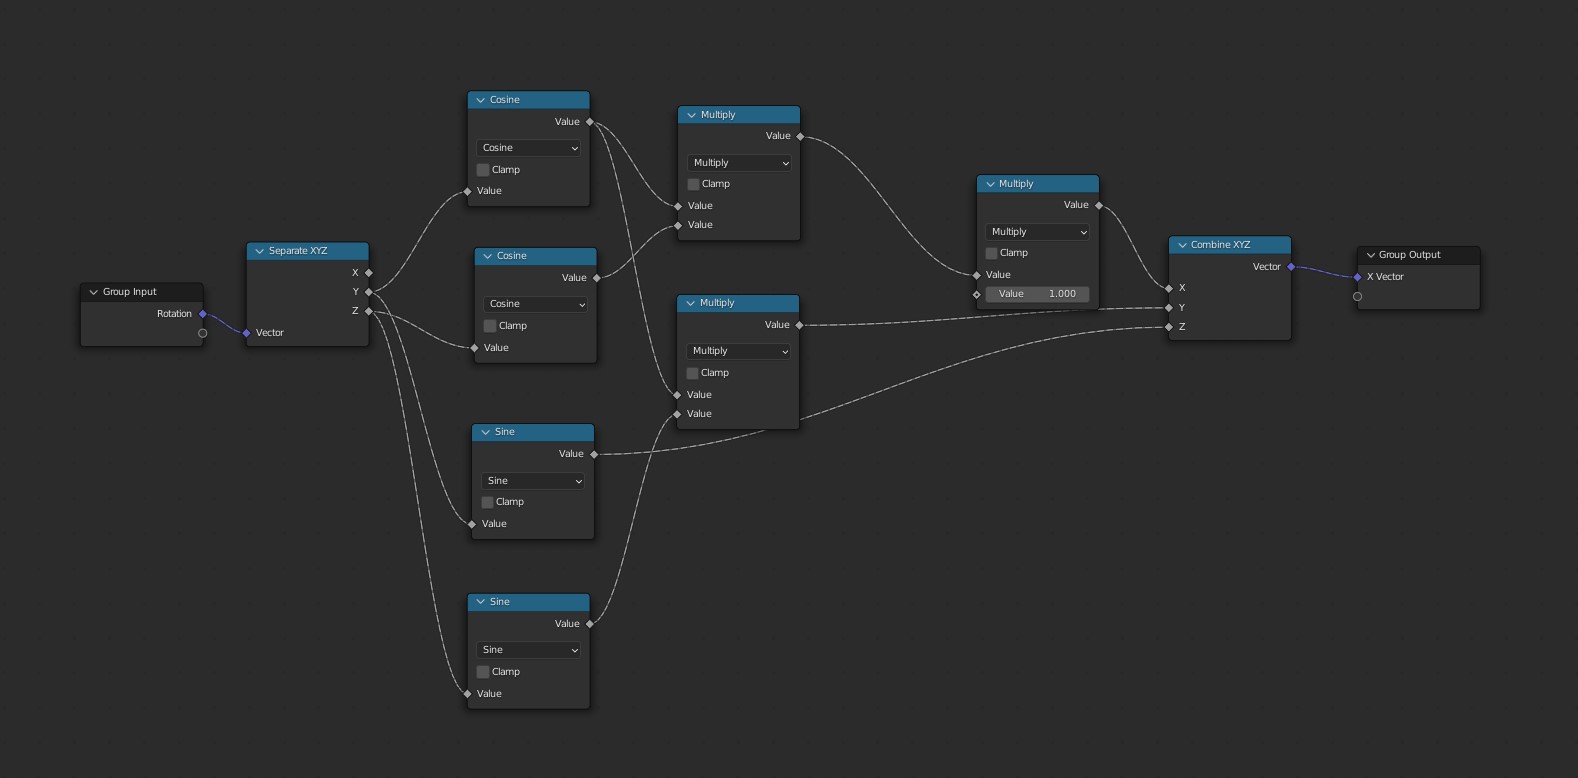 Group Input
Rotation
Separate XYZ
X
Y
Z
Vector
Cosine
Value
Cosine
Clamp
Value
Cosine
Value
Cosine
Clamp
Value
Sine
Value
Sine
Clamp
Value
Sine
Value
Sine
Clamp
Value
Multiply
Value
Multiply
Clamp
Value
Value
Multiply
Value
Multiply
Clamp
Value
Value
Multiply
Value
Multiply
Clamp
Value
Value 1.000
Combine XYZ
Vector
X
Y
Z
Group Output
X Vector